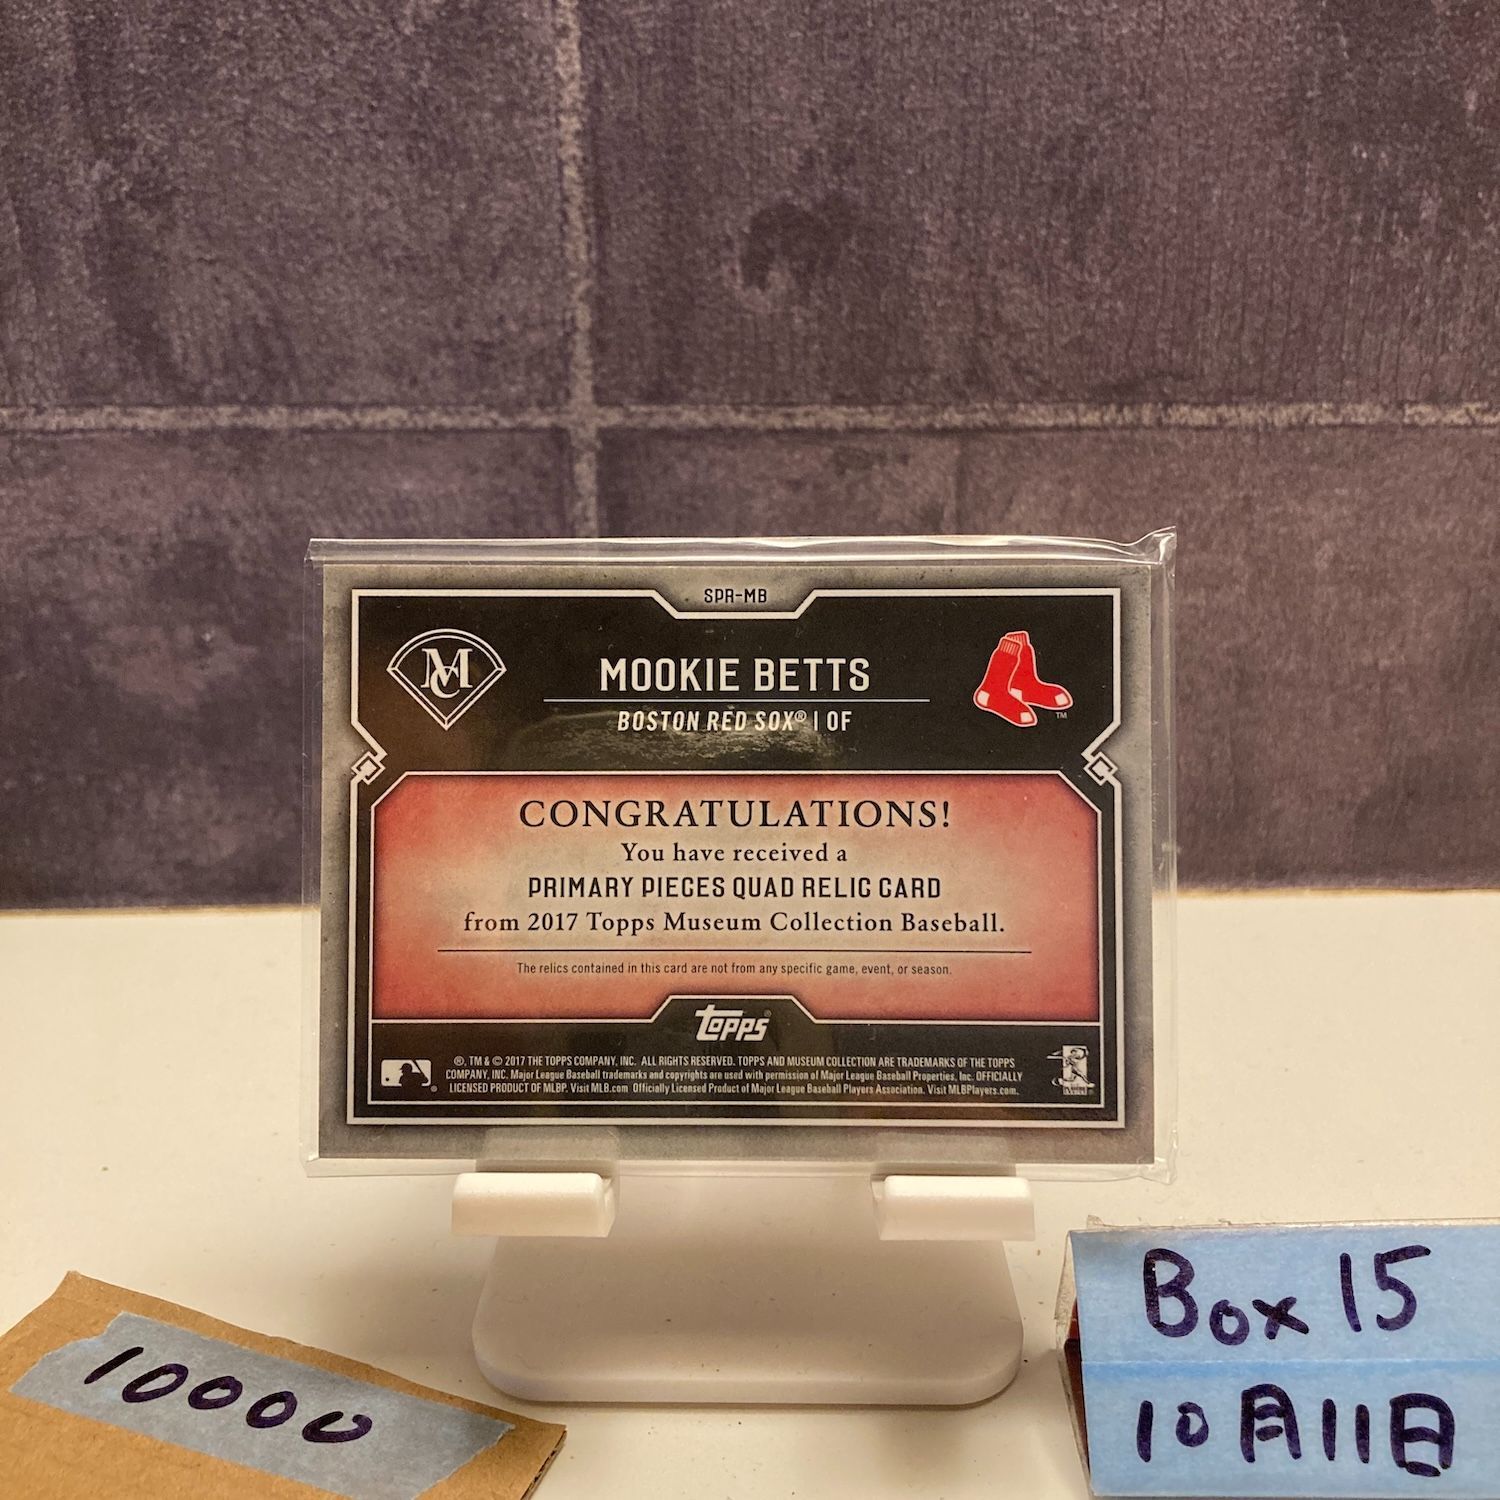 SPR-MB
MC
MOOKIE BETTS
BOSTON RED SOX® | OF
TM
CONGRATULATIONS!
You have received a
PRIMARY PIECES QUAD RELIC CARD
from 2017 Topps Museum Collection Baseball.
The relics contained in this card are not from any specific game, event, or season.
Topps®
®, TM & © 2017 THE TOPPS COMPANY, INC. ALL RIGHTS RESERVED. TOPPS AND MUSEUM COLLECTION ARE TRADEMARKS OF THE TOPPS
COMPANY, INC. Major League Baseball trademarks and copyrights are used with permission of Major League Baseball Properties, Inc. OFFICIALLY
LICENSED PRODUCT OF MLBP. Visit MLB.com Officially Licensed Product of Major League Baseball Players Association. Visit MLBPlayers.com.
10000
Box 15
10月11日